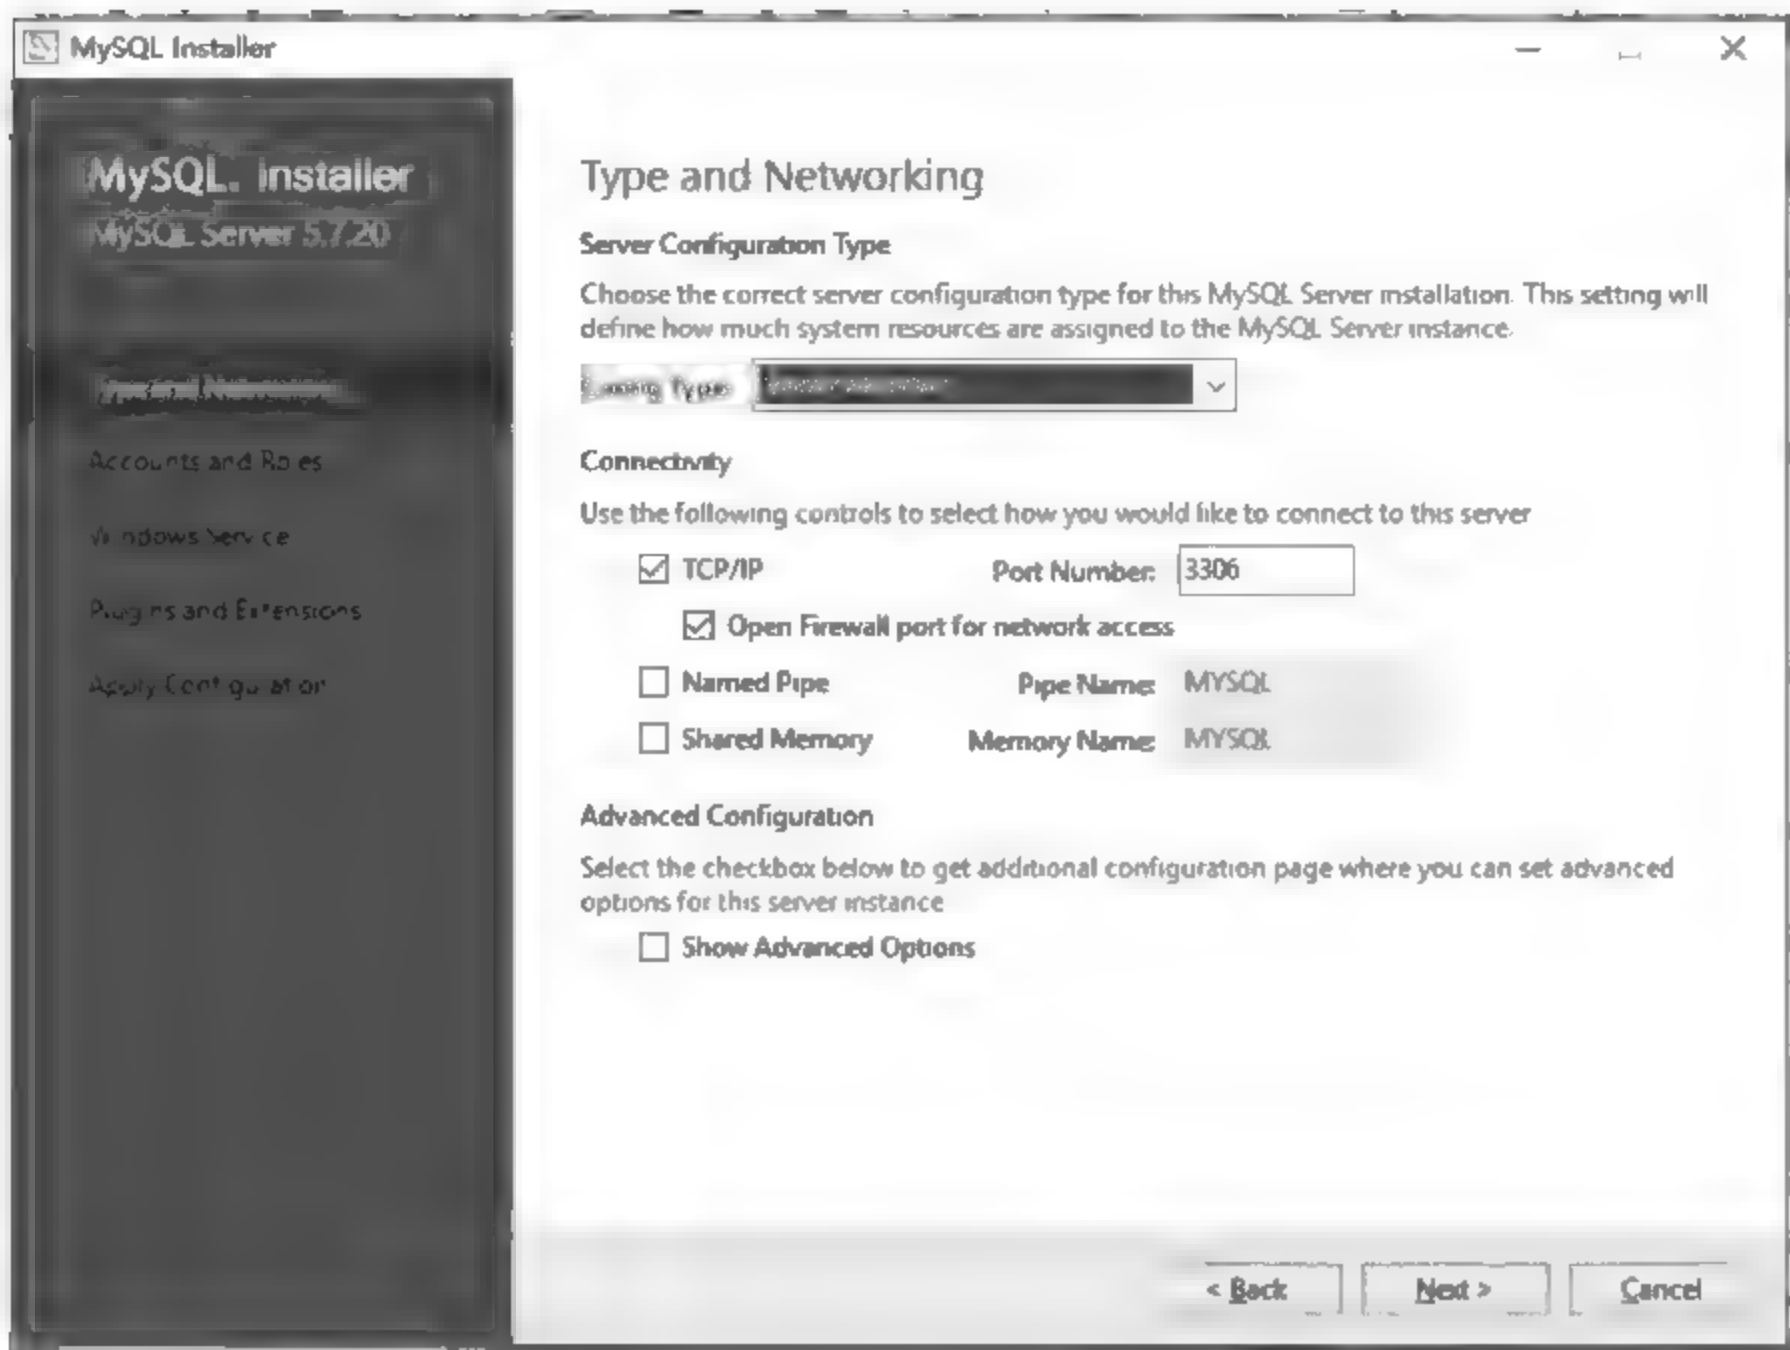 MySQL Installer
MySQL. Installer
MySQL Server 5.7.20
Accounts and Roles
Windows Service
Plugins and Extensions
Apply Configuration
Type and Networking
Server Configuration Type
Choose the correct server configuration type for this MySQL Server installation. This setting will
define how much system resources are assigned to the MySQL Server instance.
Config Type:
Connectivity
Use the following controls to select how you would like to connect to this server
TCP/IP Port Number: 3306
Open Firewall port for network access
Named Pipe Pipe Name: MYSQL
Shared Memory Memory Name: MYSQL
Advanced Configuration
Select the checkbox below to get additional configuration page where you can set advanced
options for this server instance
Show Advanced Options
< Back Next > Cancel